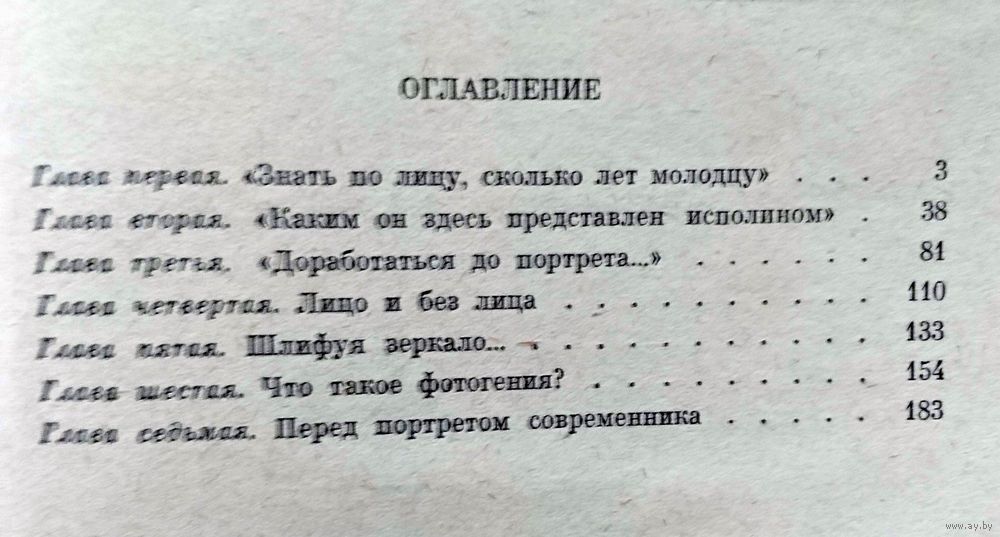 ОГЛАВЛЕНИЕ
Глава первая. «Знать по лицу, сколько лет молодцу» . . . 3
Глава вторая. «Каким он здесь представлен исполином» . 38
Глава третья. «Доработаться до портрета...» . . . . . . 81
Глава четвертая. Лицо и без лица . . . . . . . . . . 110
Глава пятая. Шлифуя зеркало... . . . . . . . . . . . 133
Глава шестая. Что такое фотогения? . . . . . . . . . 154
Глава седьмая. Перед портретом современника . . . . . 183
www.ay.by